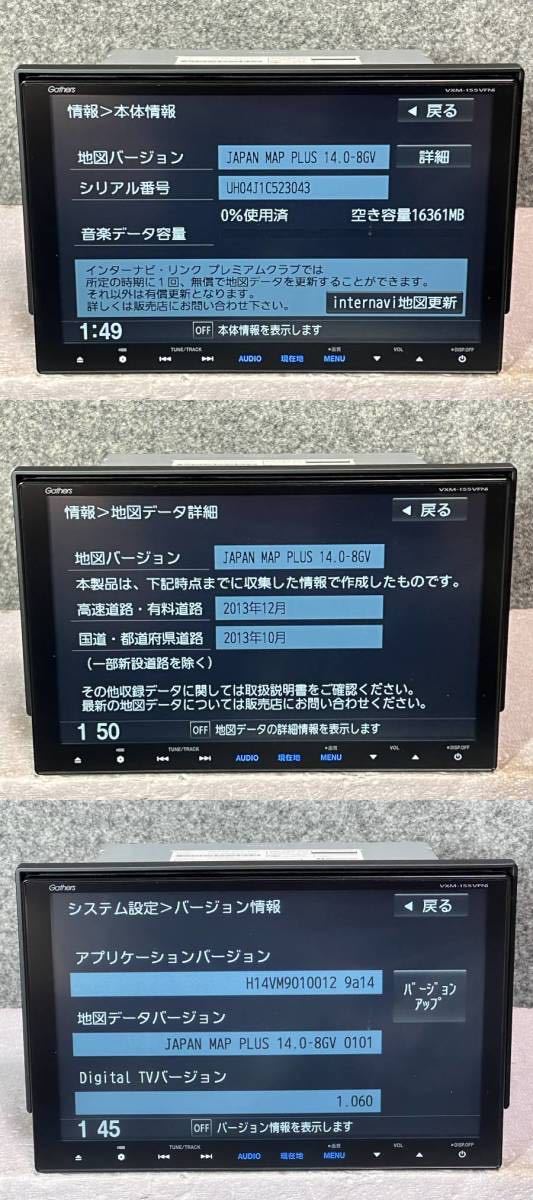 Gathers
VXM-155VFNi
情報>本体情報
◀ 戻る
地図バージョン
JAPAN MAP PLUS 14.0-8GV
詳細
シリアル番号
UH04J1C523043
0%使用済 空き容量16361MB
音楽データ容量
インターナビ・リンク プレミアムクラブでは
所定の時期に1回、無償で地図データを更新することができます。
それ以外は有償更新となります。
詳しくは販売店にお問い合わせ下さい。
internavi地図更新
1:49
OFF 本体情報を表示します
TUNE/TRACK
VOL
DISP.OFF
AUDIO 現在地 MENU
Gathers
VXM-155VFNi
情報>地図データ詳細
◀ 戻る
地図バージョン
JAPAN MAP PLUS 14.0-8GV
本製品は、下記時点までに収集した情報で作成したものです。
高速道路・有料道路
2013年12月
国道・都道府県道路
2013年10月
(一部新設道路を除く)
その他収録データに関しては取扱説明書をご確認ください。
最新の地図データについては販売店にお問い合わせください。
1 50
OFF 地図データの詳細情報を表示します
TUNE/TRACK
VOL
DISP.OFF
AUDIO 現在地 MENU
Gathers
VXM-155VFNi
システム設定>バージョン情報
◀ 戻る
アプリケーションバージョン
H14VM9010012 9a14
バージョン
アップ
地図データバージョン
JAPAN MAP PLUS 14.0-8GV 0101
Digital TVバージョン
1.060
1 45
OFF バージョン情報を表示します
TUNE/TRACK
VOL
DISP.OFF
AUDIO 現在地 MENU